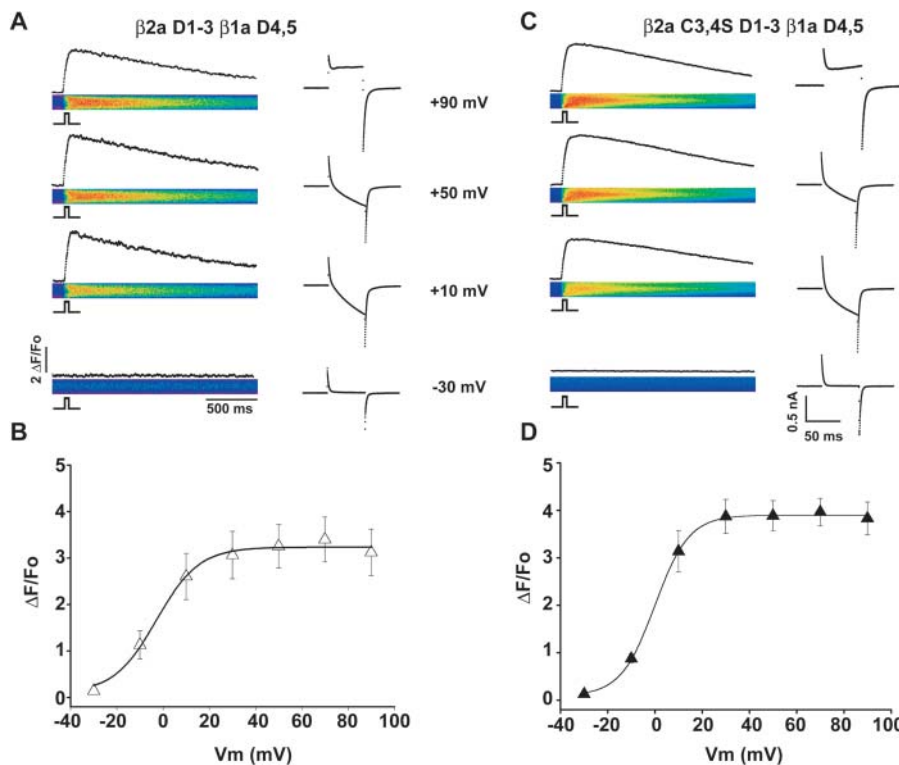 A
β2a D1-3 β1a D4,5
C
β2a C3,4S D1-3 β1a D4,5
+90 mV
+50 mV
+10 mV
-30 mV
2 ΔF/Fo
500 ms
0.5 nA
50 ms
B
5
4
3
2
1
0
ΔF/Fo
-40 -20 0 20 40 60 80 100
Vm (mV)
D
5
4
3
2
1
0
ΔF/Fo
-40 -20 0 20 40 60 80 100
Vm (mV)